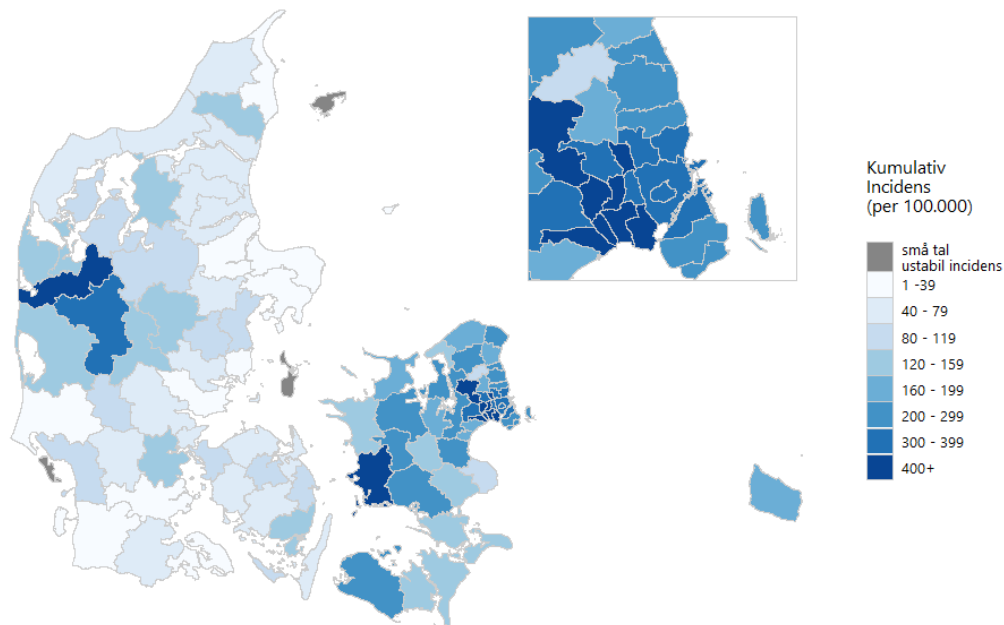 Kumulativ
Incidens
(per 100.000)
små tal
ustabil incidens
1 -39
40 - 79
80 - 119
120 - 159
160 - 199
200 - 299
300 - 399
400+